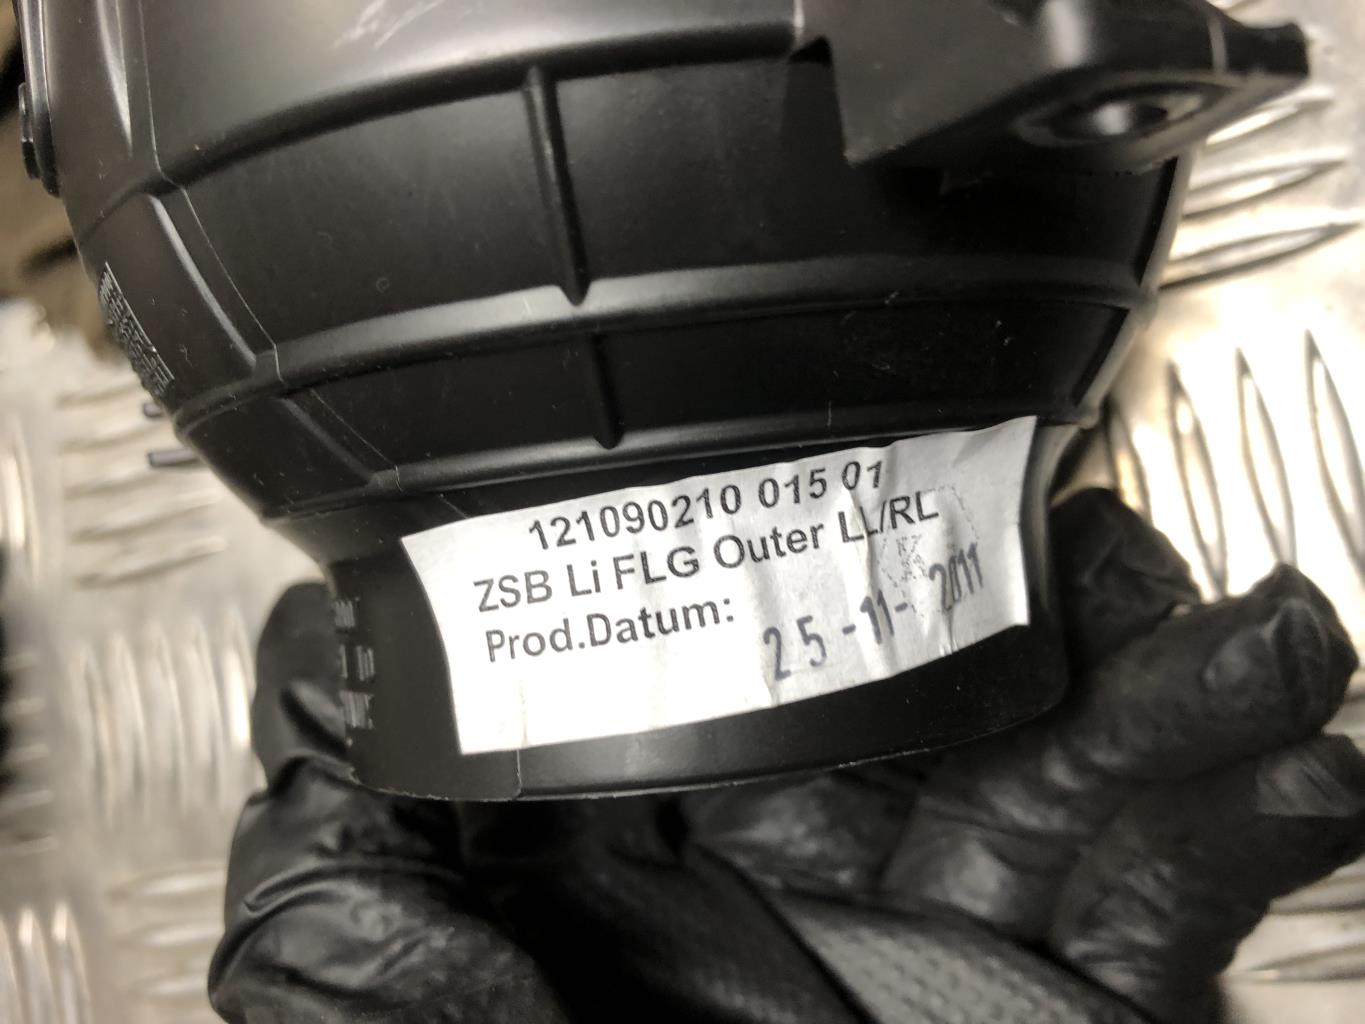 121090210 015 01
ZSB Li FLG Outer LL/RL
Prod.Datum: 25-11-2011